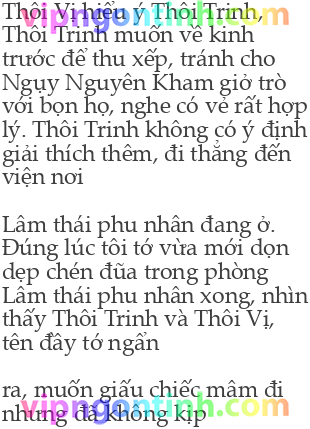 Thôi Vị hiểu ý Thôi Trinh,
vipngontinh.com
Thôi Trinh muốn về kinh
trước để thu xếp, tránh cho
Ngụy Nguyên Kham giở trò
với bọn họ, nghe có vẻ rất hợp
lý. Thôi Trinh không có ý định
giải thích thêm, đi thẳng đến
viện nơi
Lâm thái phu nhân đang ở.
vipngontinh.com
Đúng lúc tôi tớ vừa mới dọn
dẹp chén đũa trong phòng
Lâm thái phu nhân xong, nhìn
thấy Thôi Trinh và Thôi Vị,
tên đầy tớ ngẩn
ra, muốn giấu chiếc mâm đi
nhưng đã không kịp
vipngontinh.com